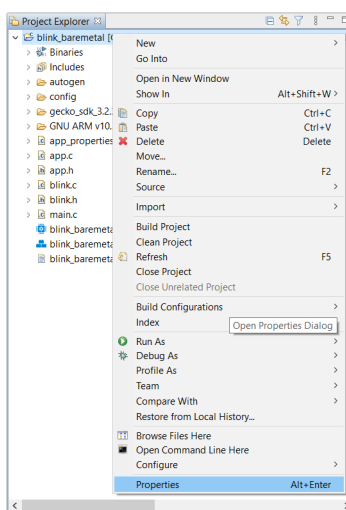 Project Explorer
blink_baremetal [
Binaries
Includes
autogen
config
gecko_sdk_3.2.
GNU ARM v10.
app_properties
app.c
app.h
blink.c
blink.h
main.c
blink_baremeta
blink_baremeta
blink_baremeta
New
Go Into
Open in New Window
Show In Alt+Shift+W >
Copy Ctrl+C
Paste Ctrl+V
Delete Delete
Move...
Rename... F2
Source
Import
Build Project
Clean Project
Refresh F5
Close Project
Close Unrelated Project
Build Configurations
Index
Open Properties Dialog
Run As
Debug As
Profile As
Team
Compare With
Restore from Local History...
Browse Files Here
Open Command Line Here
Configure
Properties Alt+Enter